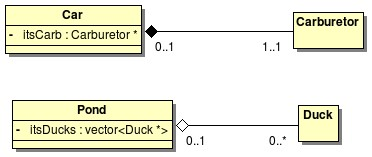 Car
- itsCarb : Carburetor *
0..1
1..1
Carburetor
Pond
- itsDucks : vector<Duck *>
0..1
0..*
Duck